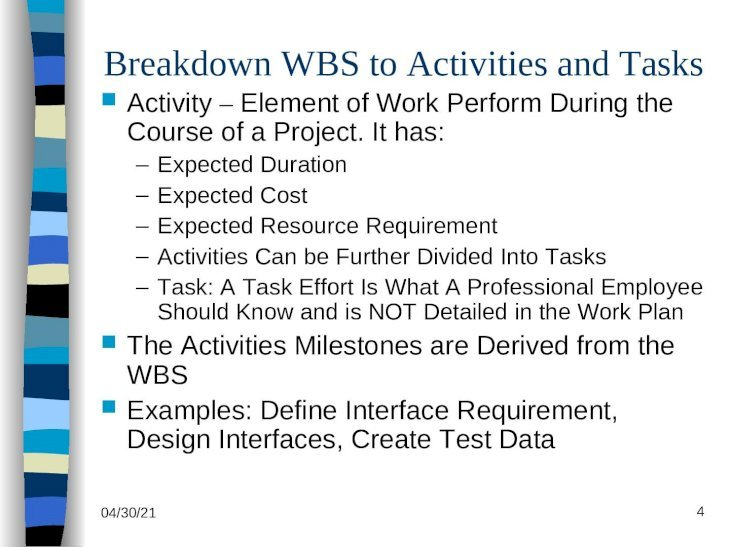 Breakdown WBS to Activities and Tasks
Activity – Element of Work Perform During the
Course of a Project. It has:
– Expected Duration
– Expected Cost
– Expected Resource Requirement
– Activities Can be Further Divided Into Tasks
– Task: A Task Effort Is What A Professional Employee
Should Know and is NOT Detailed in the Work Plan
The Activities Milestones are Derived from the
WBS
Examples: Define Interface Requirement,
Design Interfaces, Create Test Data
04/30/21
4